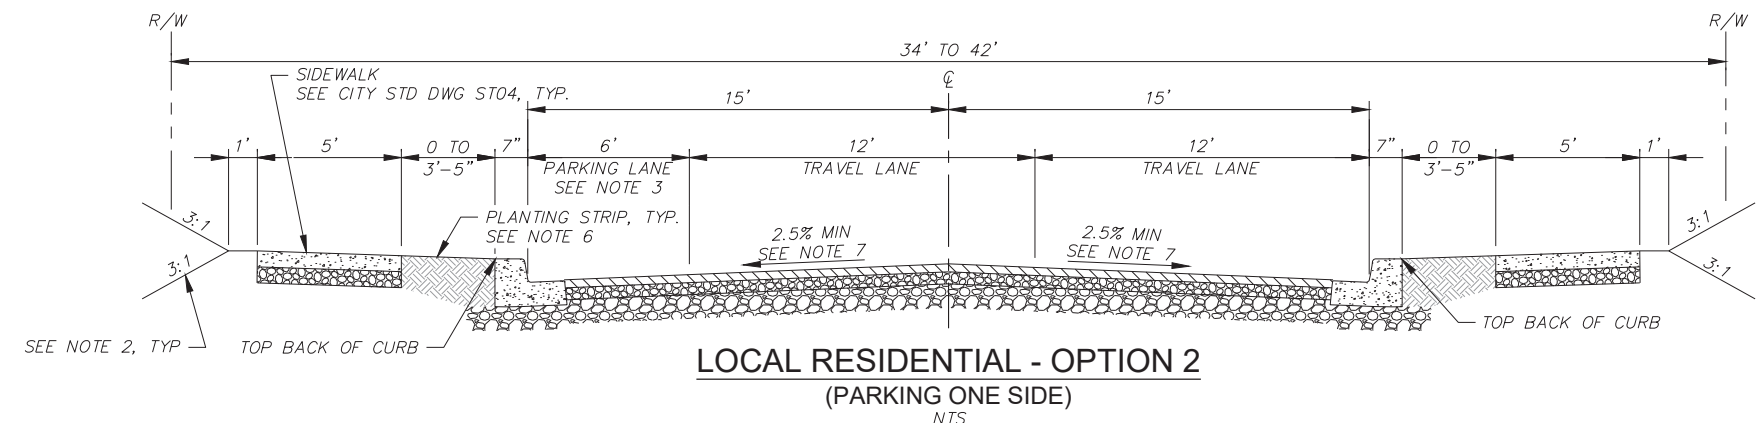 R/W
R/W
34' TO 42'
SIDEWALK
SEE CITY STD DWG ST04, TYP.
℄
15'
15'
1'
5'
0 TO
3'-5"
7"
6'
PARKING LANE
SEE NOTE 3
12'
TRAVEL LANE
12'
TRAVEL LANE
7"
0 TO
3'-5"
5'
1'
3:1
3:1
PLANTING STRIP, TYP.
SEE NOTE 6
2.5% MIN
SEE NOTE 7
2.5% MIN
SEE NOTE 7
3:1
3:1
SEE NOTE 2, TYP
TOP BACK OF CURB
TOP BACK OF CURB
LOCAL RESIDENTIAL - OPTION 2
(PARKING ONE SIDE)
NTS